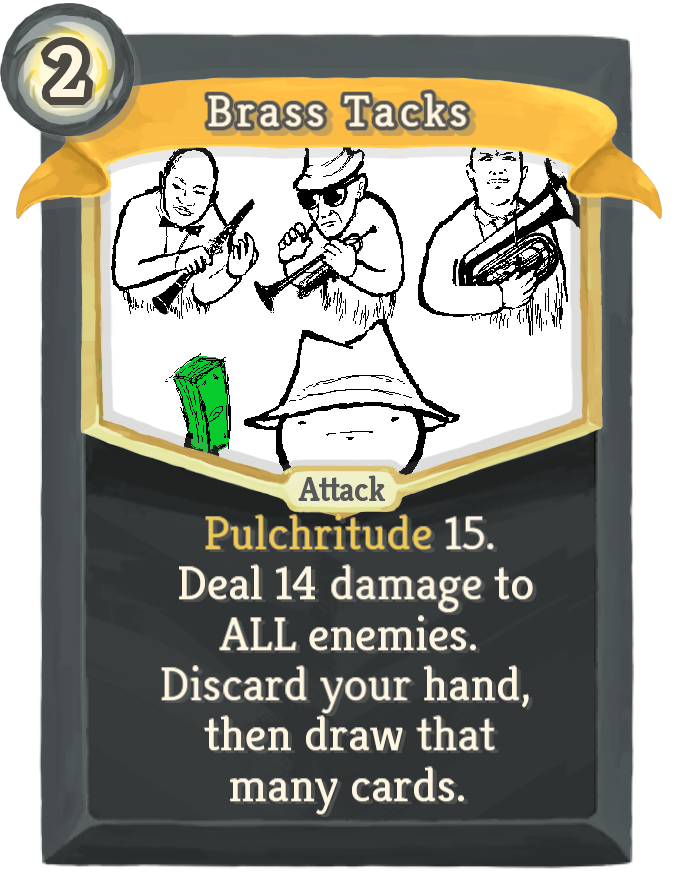 2
Brass Tacks
Attack
Pulchritude 15.
Deal 14 damage to
ALL enemies.
Discard your hand,
then draw that
many cards.